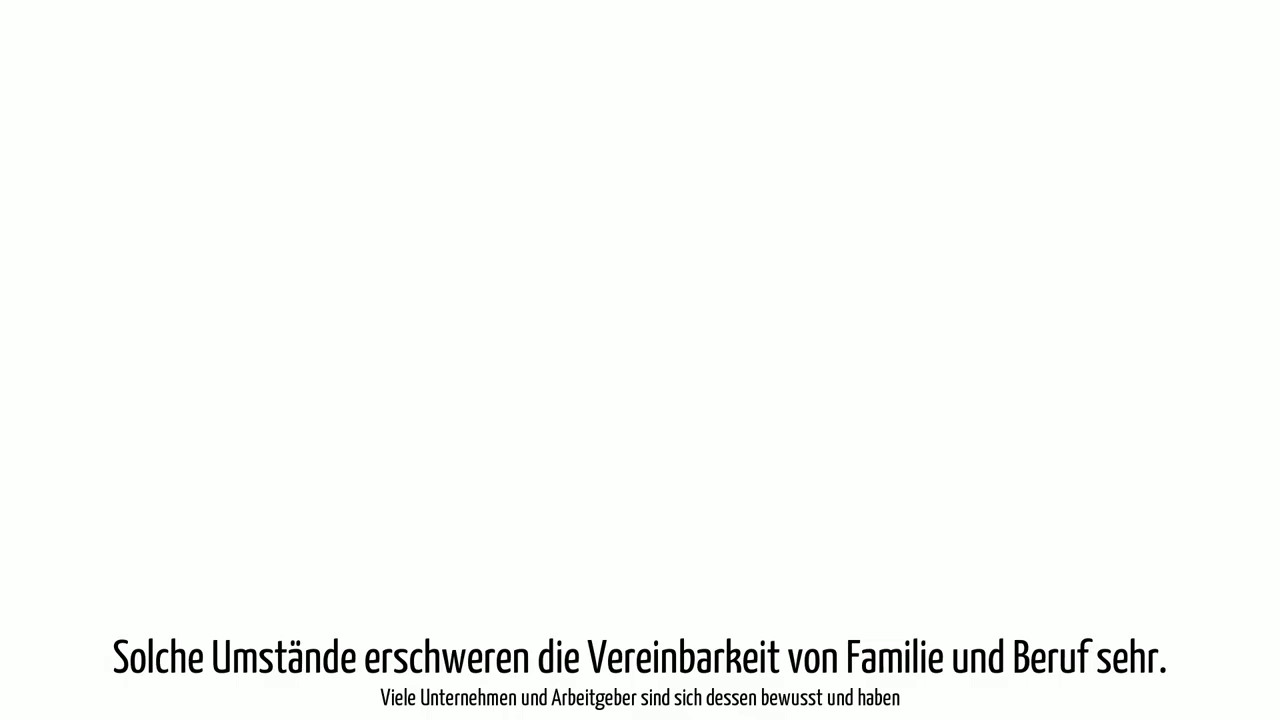 Solche Umstände erschweren die Vereinbarkeit von Familie und Beruf sehr.
Viele Unternehmen und Arbeitgeber sind sich dessen bewusst und haben